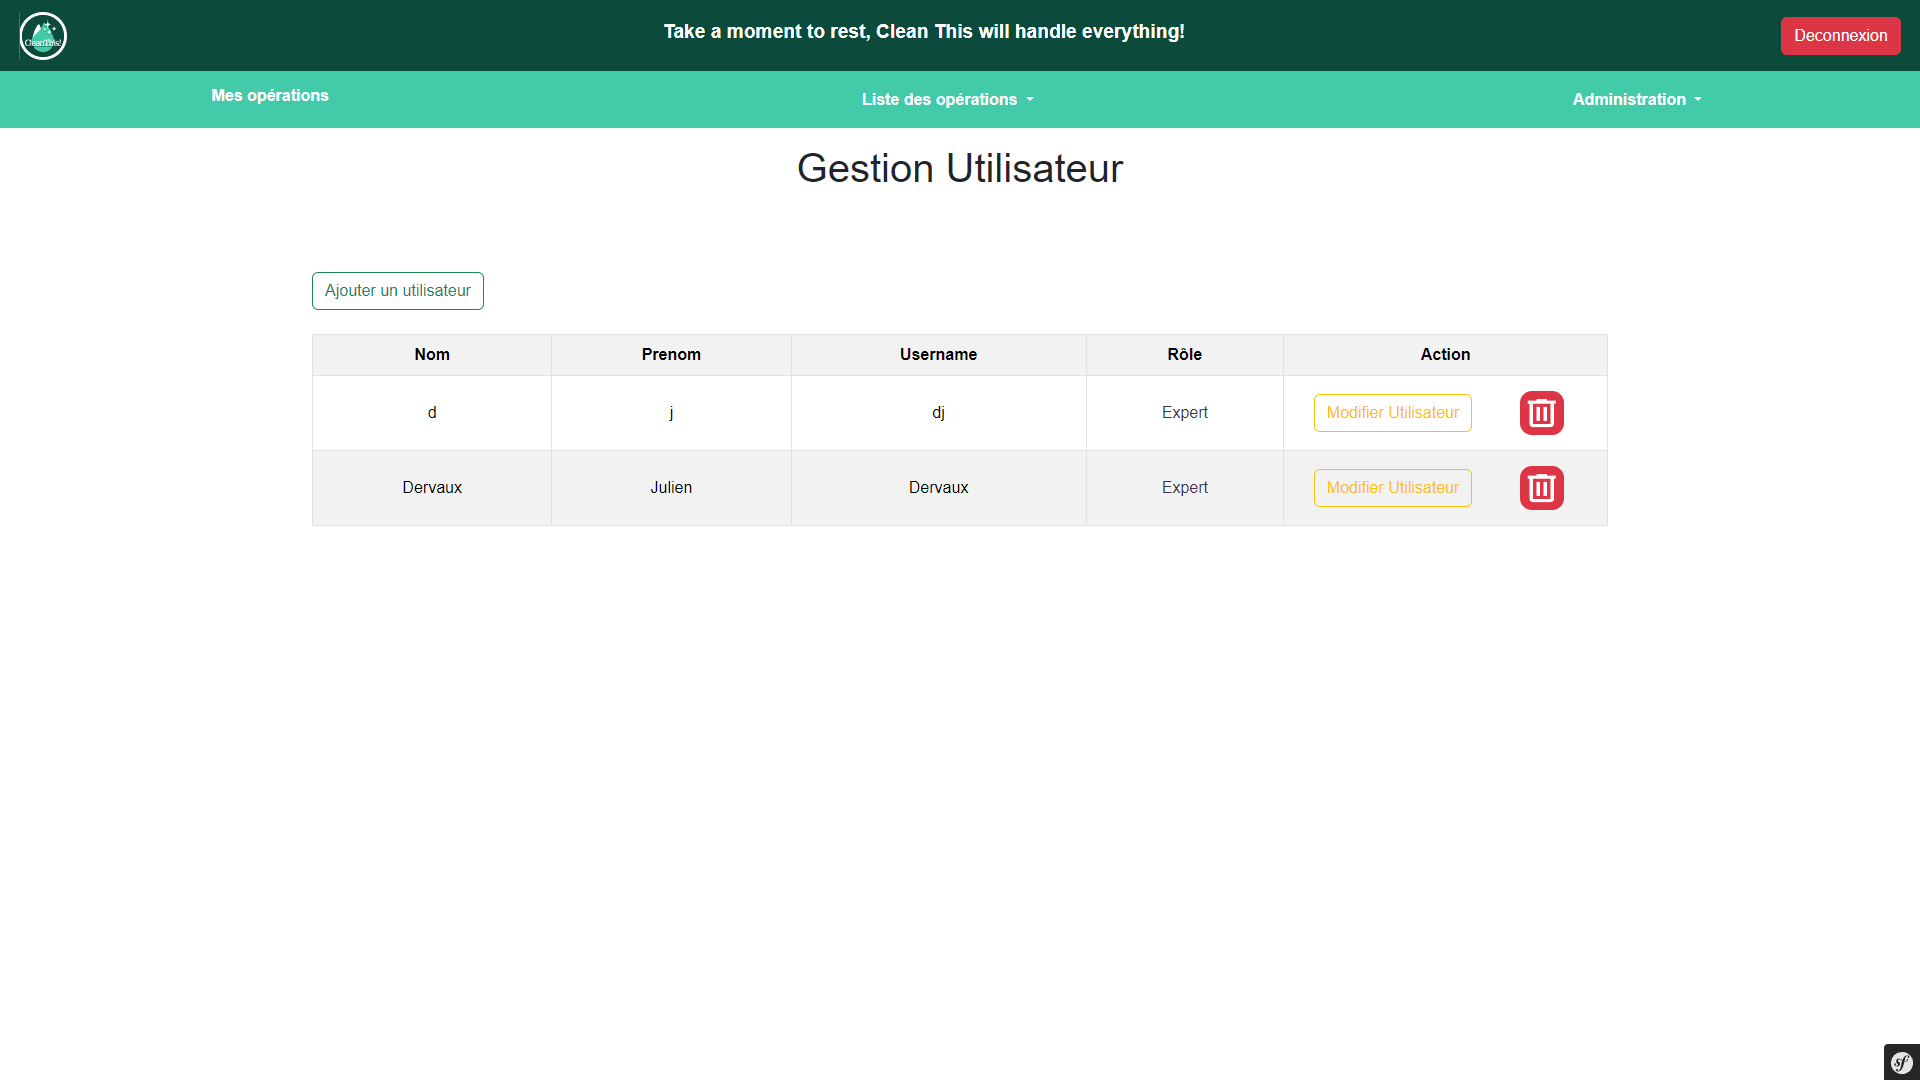 CleanThis!
Take a moment to rest, Clean This will handle everything!
Deconnexion
Mes opérations
Liste des opérations
Administration
Gestion Utilisateur
Ajouter un utilisateur
Nom Prenom Username Rôle Action
d j dj Expert Modifier Utilisateur
Dervaux Julien Dervaux Expert Modifier Utilisateur
sf